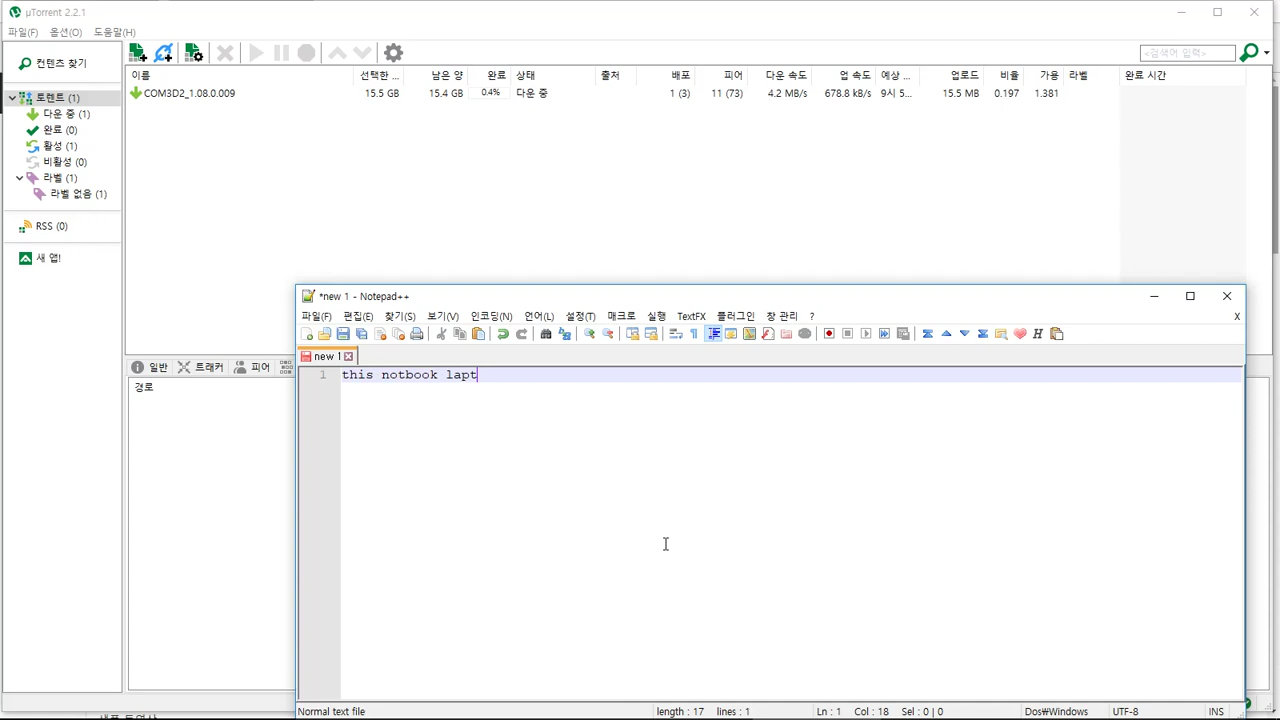 µTorrent 2.2.1
파일(F) 옵션(O) 도움말(H)
컨텐츠 찾기
<검색어 입력>
이름 선택한 ... 남은 양 완료 상태 출저 배포 피어 다운 속도 업 속도 예상 ... 업로드 비율 가용 라벨 완료 시간
COM3D2_1.08.0.009 15.5 GB 15.4 GB 0.4% 다운 중 1 (3) 11 (73) 4.2 MB/s 678.8 kB/s 9시 5... 15.5 MB 0.197 1.381
토렌트 (1)
다운 중 (1)
완료 (0)
활성 (1)
비활성 (0)
라벨 (1)
라벨 없음 (1)
RSS (0)
새 앱!
일반 트래커 피어
경로
*new 1 - Notepad++
파일(F) 편집(E) 찾기(S) 보기(V) 인코딩(N) 언어(L) 설정(T) 매크로 실행 TextFX 플러그인 창 관리 ? X
new 1
1 this notbook lapt
Normal text file length : 17 lines : 1 Ln : 1 Col : 18 Sel : 0 | 0 Dos₩Windows UTF-8 INS